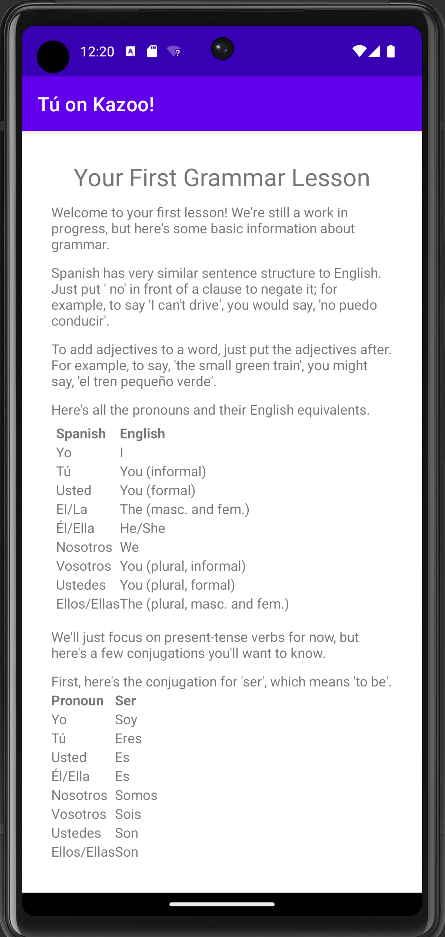 12:20
Tú on Kazoo!
Your First Grammar Lesson
Welcome to your first lesson! We're still a work in
progress, but here's some basic information about
grammar.
Spanish has very similar sentence structure to English.
Just put ' no' in front of a clause to negate it; for
example, to say 'I can't drive', you would say, 'no puedo
conducir'.
To add adjectives to a word, just put the adjectives after.
For example, to say, 'the small green train', you might
say, 'el tren pequeño verde'.
Here's all the pronouns and their English equivalents.
Spanish English
Yo I
Tú You (informal)
Usted You (formal)
El/La The (masc. and fem.)
Él/Ella He/She
Nosotros We
Vosotros You (plural, informal)
Ustedes You (plural, formal)
Ellos/EllasThe (plural, masc. and fem.)
We'll just focus on present-tense verbs for now, but
here's a few conjugations you'll want to know.
First, here's the conjugation for 'ser', which means 'to be'.
Pronoun Ser
Yo Soy
Tú Eres
Usted Es
Él/Ella Es
Nosotros Somos
Vosotros Sois
Ustedes Son
Ellos/EllasSon